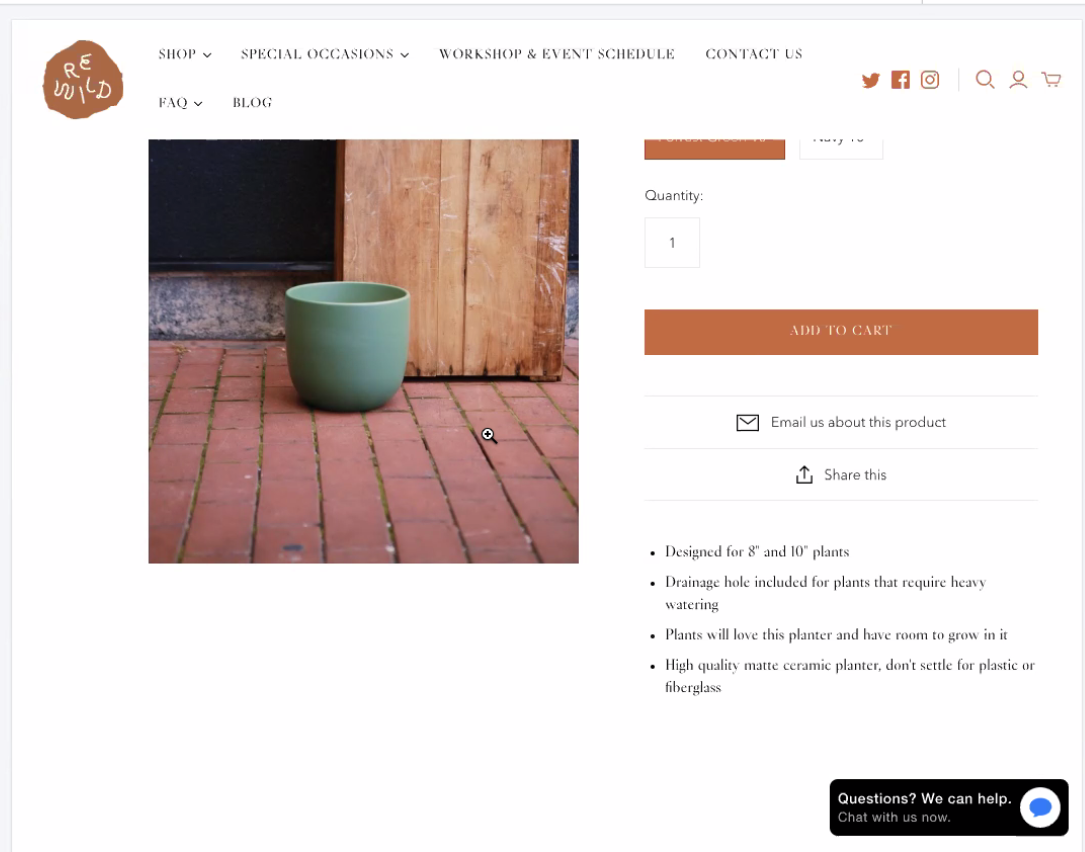 RE
WILD
SHOP
SPECIAL OCCASIONS
WORKSHOP & EVENT SCHEDULE
CONTACT US
FAQ
BLOG
Quantity:
1
ADD TO CART
Email us about this product
Share this
Designed for 8" and 10" plants
Drainage hole included for plants that require heavy
watering
Plants will love this planter and have room to grow in it
High quality matte ceramic planter, don't settle for plastic or
fiberglass
Questions? We can help.
Chat with us now.